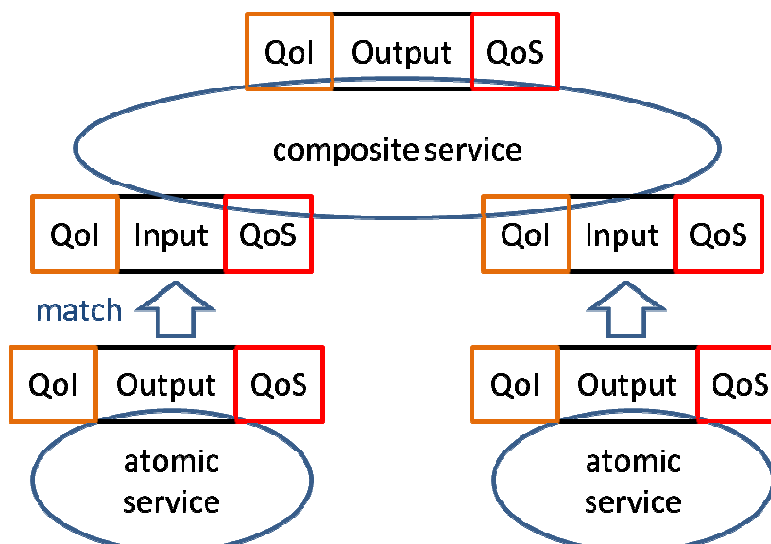 QoI Output QoS
composite service
QoI Input QoS QoI Input QoS
match
QoI Output QoS QoI Output QoS
atomic service
atomic service